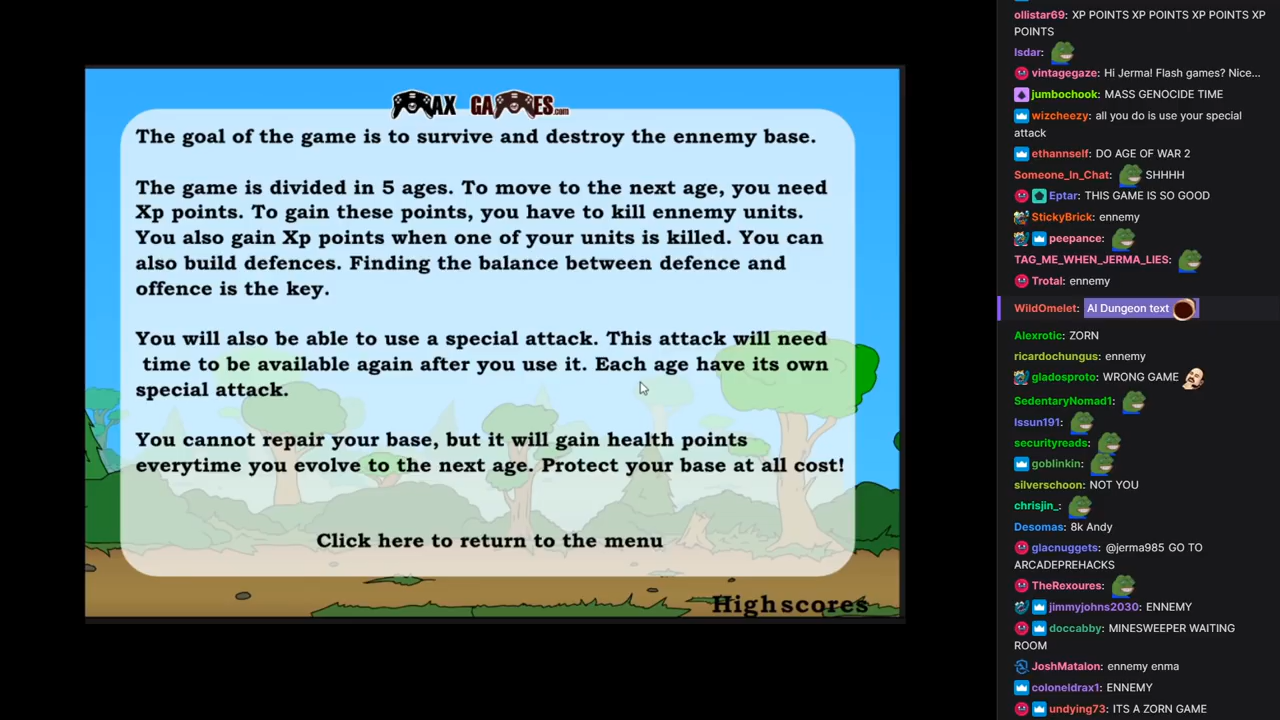 MAX GAMES.com
The goal of the game is to survive and destroy the ennemy base.
The game is divided in 5 ages. To move to the next age, you need
Xp points. To gain these points, you have to kill ennemy units.
You also gain Xp points when one of your units is killed. You can
also build defences. Finding the balance between defence and
offence is the key.
You will also be able to use a special attack. This attack will need
time to be available again after you use it. Each age have its own
special attack.
You cannot repair your base, but it will gain health points
everytime you evolve to the next age. Protect your base at all cost!
Click here to return to the menu
High scores
ollistar69: XP POINTS XP POINTS XP POINTS XP
POINTS
lsdar:
vintagegaze: Hi Jerma! Flash games? Nice...
jumbochook: MASS GENOCIDE TIME
wizcheezy: all you do is use your special
attack
ethannself: DO AGE OF WAR 2
Someone_In_Chat: SHHHH
Eptar: THIS GAME IS SO GOOD
StickyBrick: ennemy
peepance:
TAG_ME_WHEN_JERMA_LIES:
Trotal: ennemy
WildOmelet: AI Dungeon text
Alexrotic: ZORN
ricardochungus: ennemy
gladosproto: WRONG GAME
SedentaryNomad1:
Issun191:
securityreads:
goblinkin:
silverschoon: NOT YOU
chrisjin_:
Desomas: 8k Andy
glacnuggets: @jerma985 GO TO
ARCADEPREHACKS
TheRexoures:
jimmyjohns2030: ENNEMY
doccabby: MINESWEEPER WAITING
ROOM
JoshMatalon: ennemy enma
coloneldrax1: ENNEMY
undying73: ITS A ZORN GAME